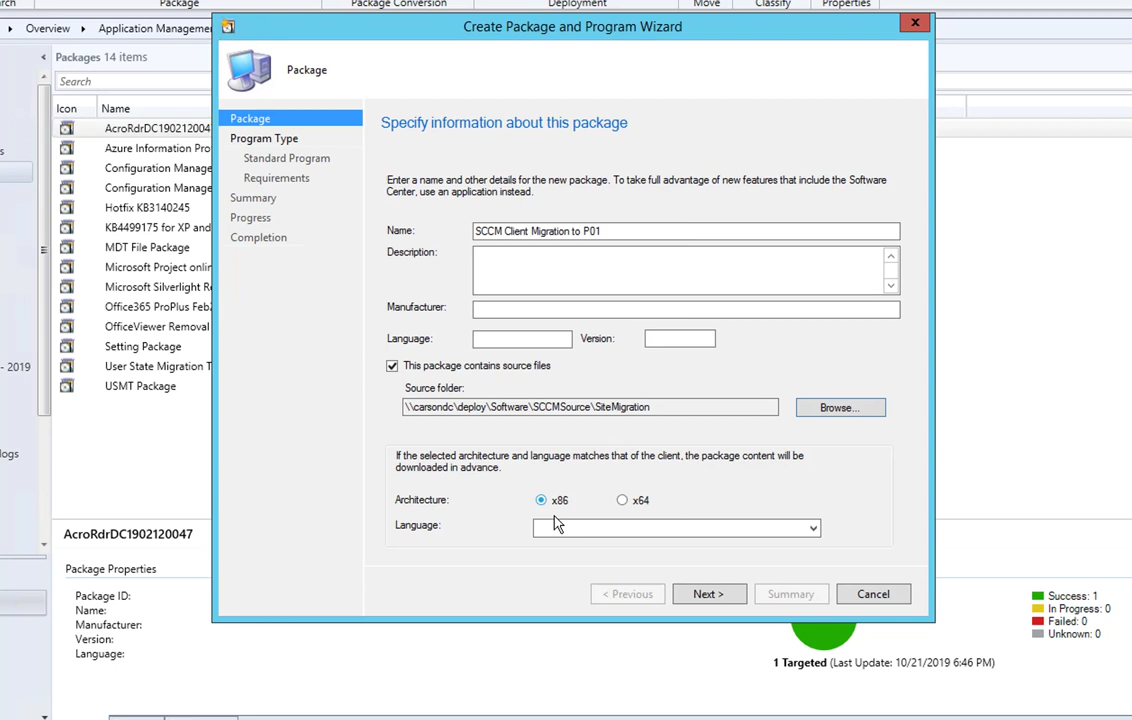 Package
Package Conversion
Deployment
Move
Classify
Properties
Overview
Application Manageme
Create Package and Program Wizard
Packages 14 items
Search
Icon
Name
AcroRdrDC190212004
Azure Information Pro
Configuration Manage
Configuration Manage
Hotfix KB3140245
KB4499175 for XP and
MDT File Package
Microsoft Project onlin
Microsoft Silverlight R
Office365 ProPlus Feb2
OfficeViewer Removal
Setting Package
User State Migration T
USMT Package
- 2019
logs
Package
Package
Program Type
Standard Program
Requirements
Summary
Progress
Completion
Specify information about this package
Enter a name and other details for the new package. To take full advantage of new features that include the Software
Center, use an application instead.
Name:
SCCM Client Migration to P01
Description:
Manufacturer:
Language:
Version:
This package contains source files
Source folder:
\\carsondc\deploy\Software\SCCMSource\SiteMigration
Browse...
If the selected architecture and language matches that of the client, the package content will be
downloaded in advance.
Architecture:
x86
x64
Language:
< Previous
Next >
Summary
Cancel
AcroRdrDC1902120047
Package Properties
Package ID:
Name:
Manufacturer:
Version:
Language:
Success: 1
In Progress: 0
Failed: 0
Unknown: 0
1 Targeted (Last Update: 10/21/2019 6:46 PM)